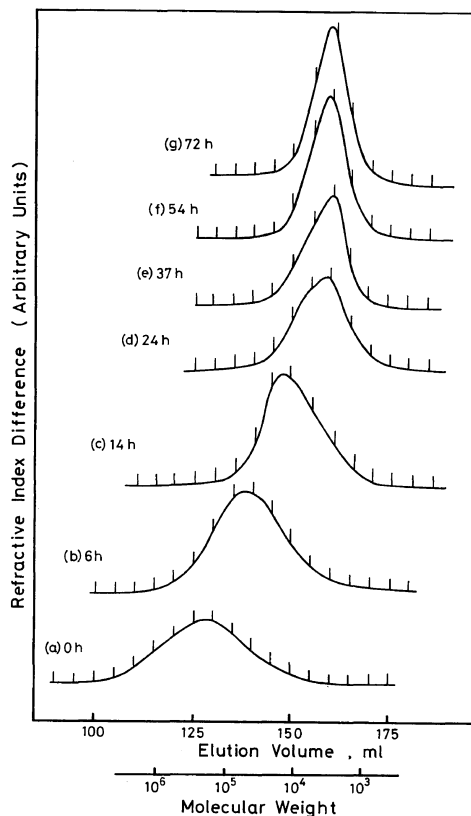 Refractive Index Difference ( Arbitrary Units)
(g) 72 h
(f) 54 h
(e) 37 h
(d) 24 h
(c) 14 h
(b) 6h
(a) 0 h
100 125 150 175
Elution Volume , ml
10⁶ 10⁵ 10⁴ 10³
Molecular Weight